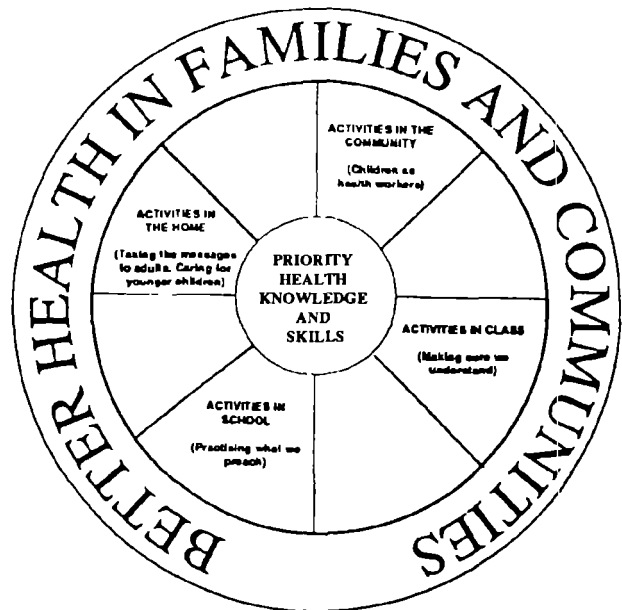 BETTER HEALTH IN FAMILIES AND COMMUNITIES
ACTIVITIES IN THE
COMMUNITY
(Children as
health workers)
ACTIVITIES IN
THE HOME
(Taking the messages
to adults. Caring for
younger children)
PRIORITY
HEALTH
KNOWLEDGE
AND
SKILLS
ACTIVITIES IN CLASS
(Making sure we
understand)
ACTIVITIES IN
SCHOOL
(Practising what we
preach)